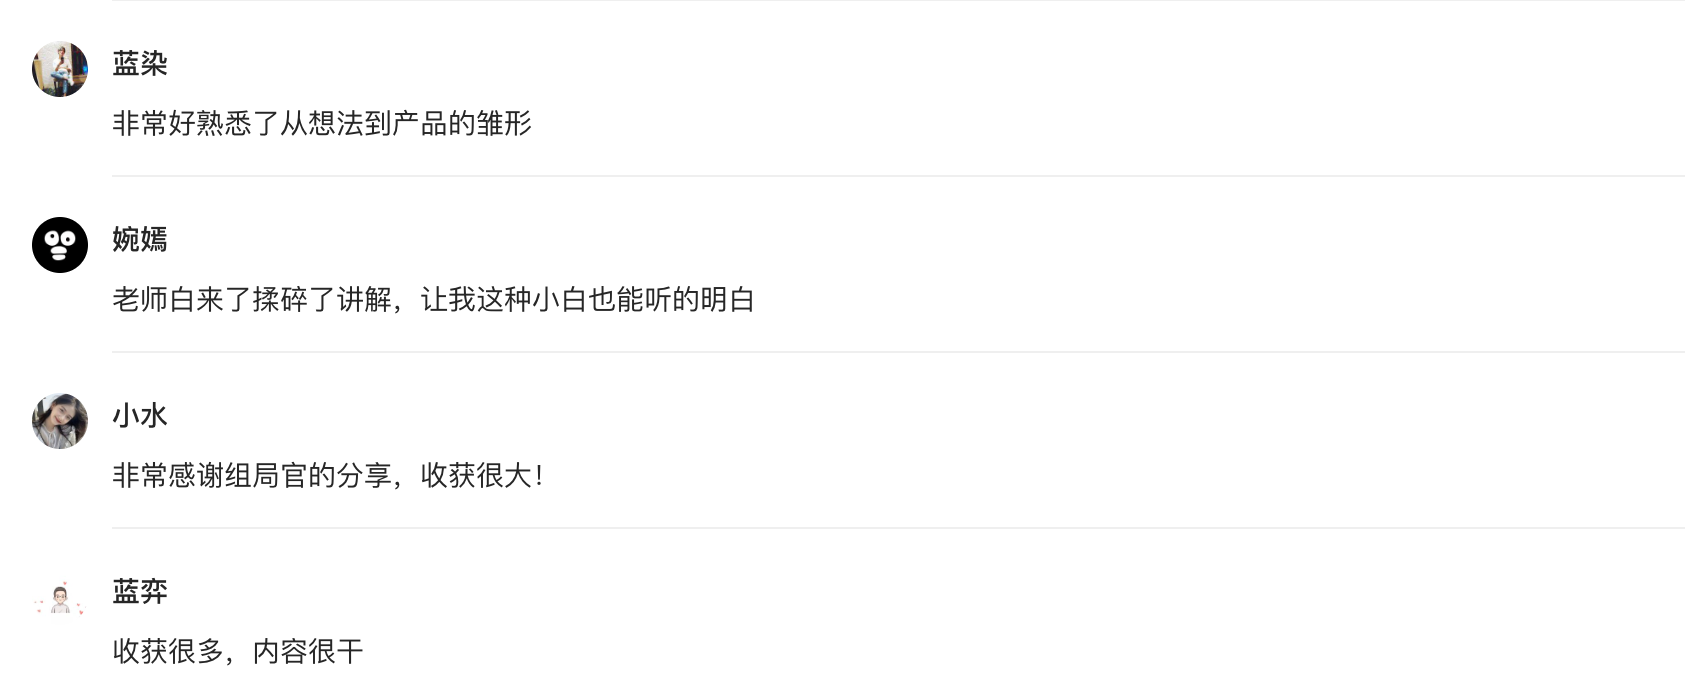 蓝染
非常好熟悉了从想法到产品的雏形
婉嫣
老师白来了揉碎了讲解，让我这种小白也能听的明白
小水
非常感谢组局官的分享，收获很大！
蓝弈
收获很多，内容很干